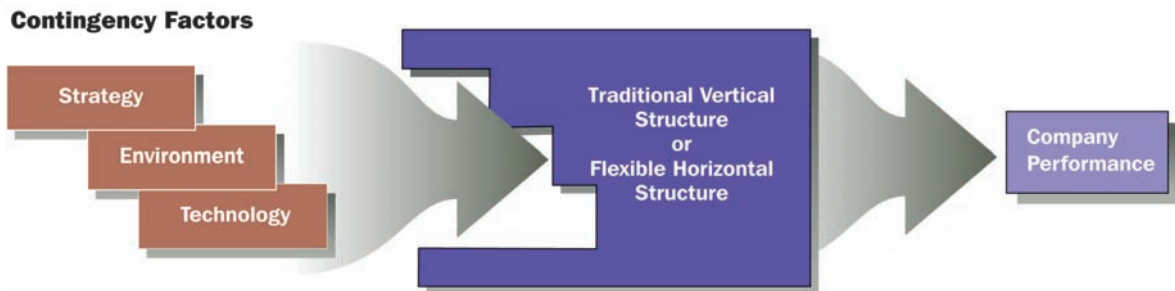 Contingency Factors
Strategy
Environment
Technology
Traditional Vertical
Structure
or
Flexible Horizontal
Structure
Company
Performance